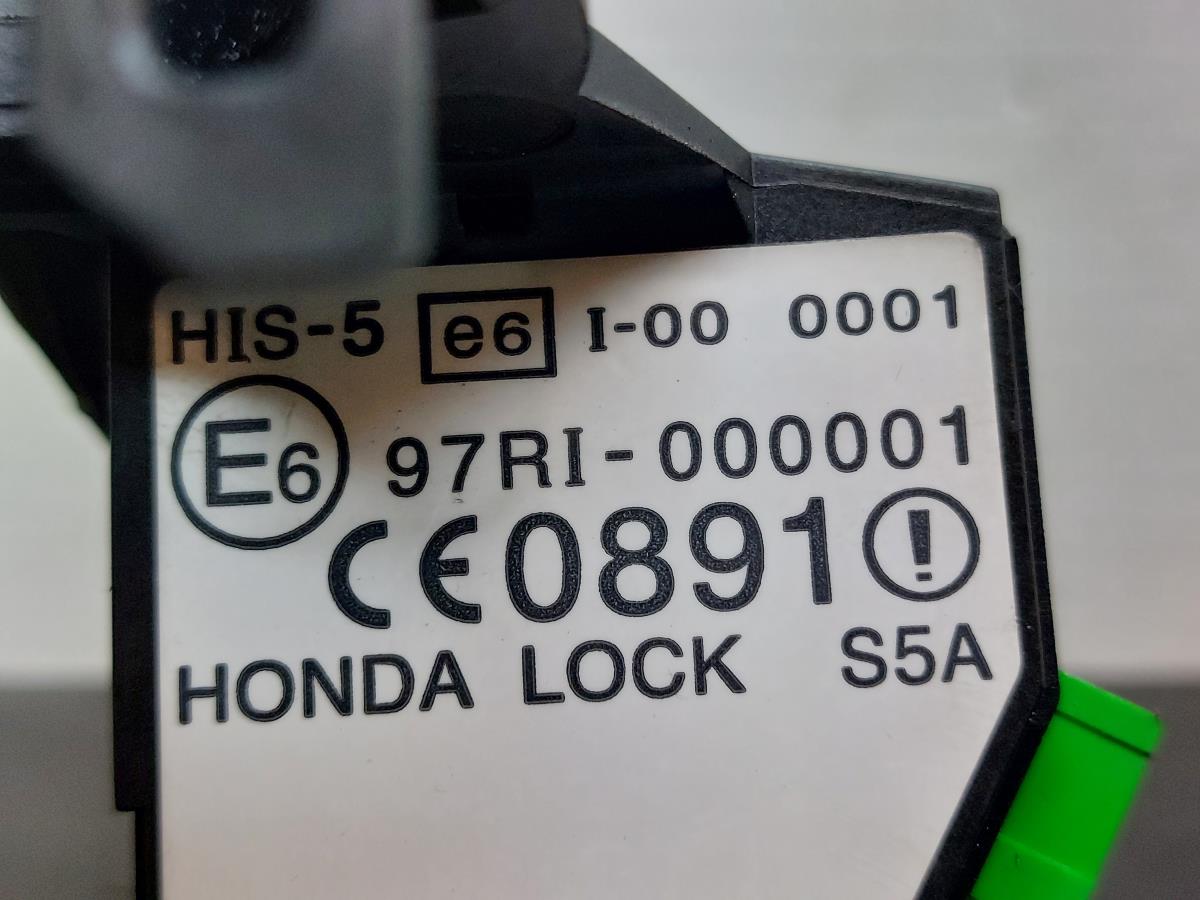 HIS-5 e6 I-00 0001
E6 97RI-000001
CE0891 !
HONDA LOCK S5A